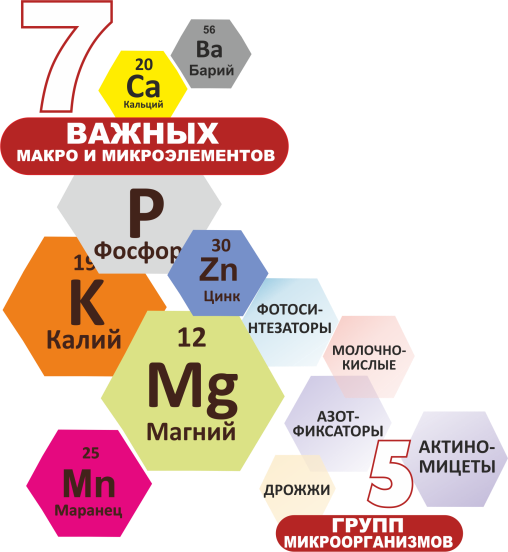 7
56
Ba
Барий
20
Ca
Кальций
ВАЖНЫХ
МАКРО И МИКРОЭЛЕМЕНТОВ
P
Фосфор
30
Zn
Цинк
19
K
Калий
ФОТОСИ-
НТЕЗАТОРЫ
12
Mg
Магний
МОЛОЧНО-
КИСЛЫЕ
АЗОТ-
ФИКСАТОРЫ
АКТИНО-
МИЦЕТЫ
25
Mn
Маранец
ДРОЖЖИ
5
ГРУПП
МИКРООРГАНИЗМОВ